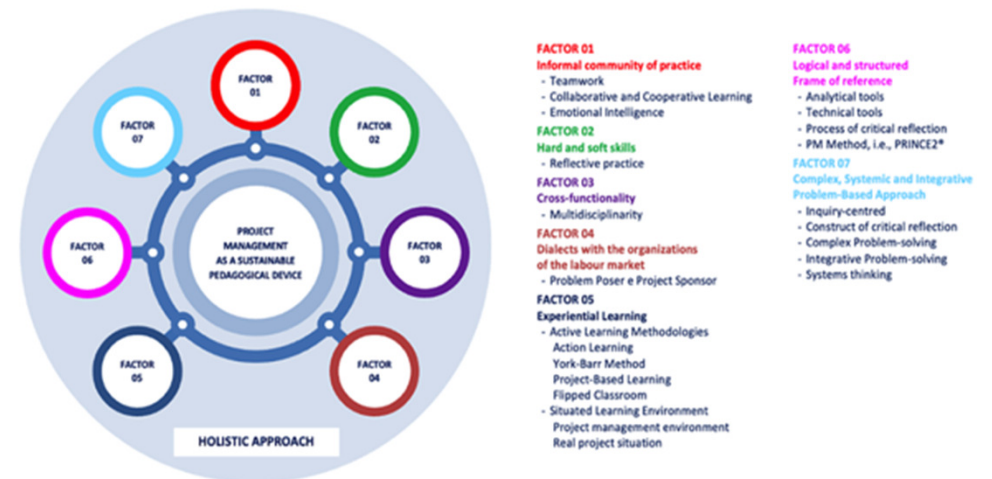 FACTOR
01
FACTOR
02
FACTOR
03
FACTOR
04
FACTOR
05
FACTOR
06
FACTOR
07
PROJECT
MANAGEMENT
AS A SUSTAINABLE
PEDAGOGICAL DEVICE
HOLISTIC APPROACH
FACTOR 01
Informal community of practice
- Teamwork
- Collaborative and Cooperative Learning
- Emotional Intelligence
FACTOR 02
Hard and soft skills
- Reflective practice
FACTOR 03
Cross-functionality
- Multidisciplinarity
FACTOR 04
Dialects with the organizations
of the labour market
- Problem Poser e Project Sponsor
FACTOR 05
Experiential Learning
- Active Learning Methodologies
Action Learning
York-Barr Method
Project-Based Learning
Flipped Classroom
- Situated Learning Environment
Project management environment
Real project situation
FACTOR 06
Logical and structured
Frame of reference
- Analytical tools
- Technical tools
- Process of critical reflection
- PM Method, i.e., PRINCE2®
FACTOR 07
Complex, Systemic and Integrative
Problem-Based Approach
- Inquiry-centred
- Construct of critical reflection
- Complex Problem-solving
- Integrative Problem-solving
- Systems thinking